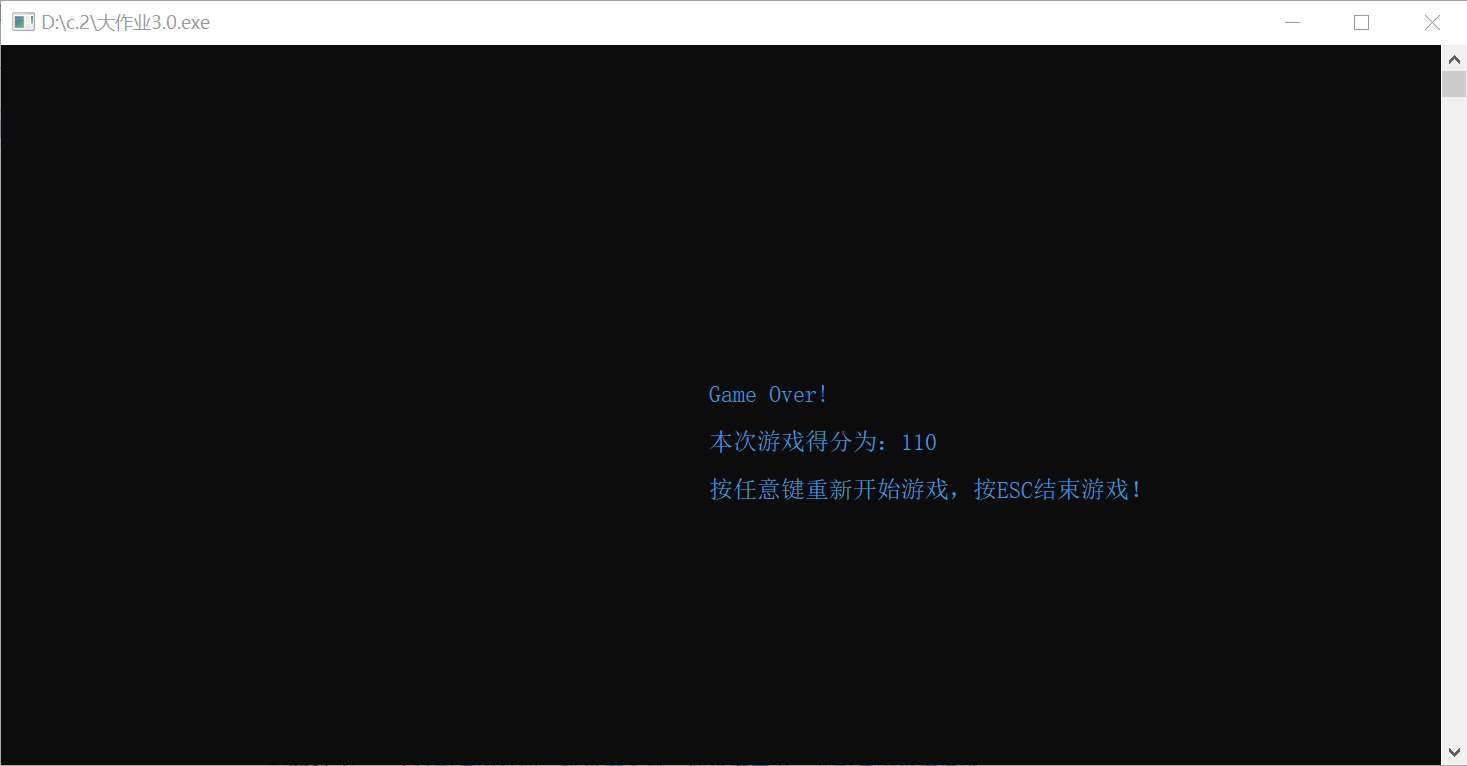 D:\c.2\大作业3.0.exe
Game Over!
本次游戏得分为：110
按任意键重新开始游戏，按ESC结束游戏！